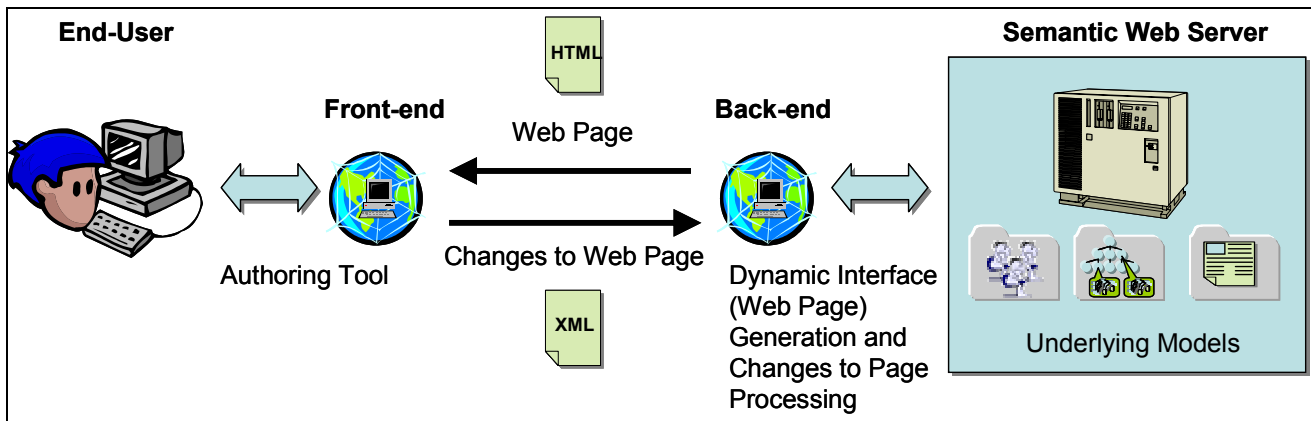 End-User
HTML
Semantic Web Server
Front-end
Web Page
Back-end
Authoring Tool
Changes to Web Page
XML
Dynamic Interface
(Web Page)
Generation and
Changes to Page
Processing
Underlying Models